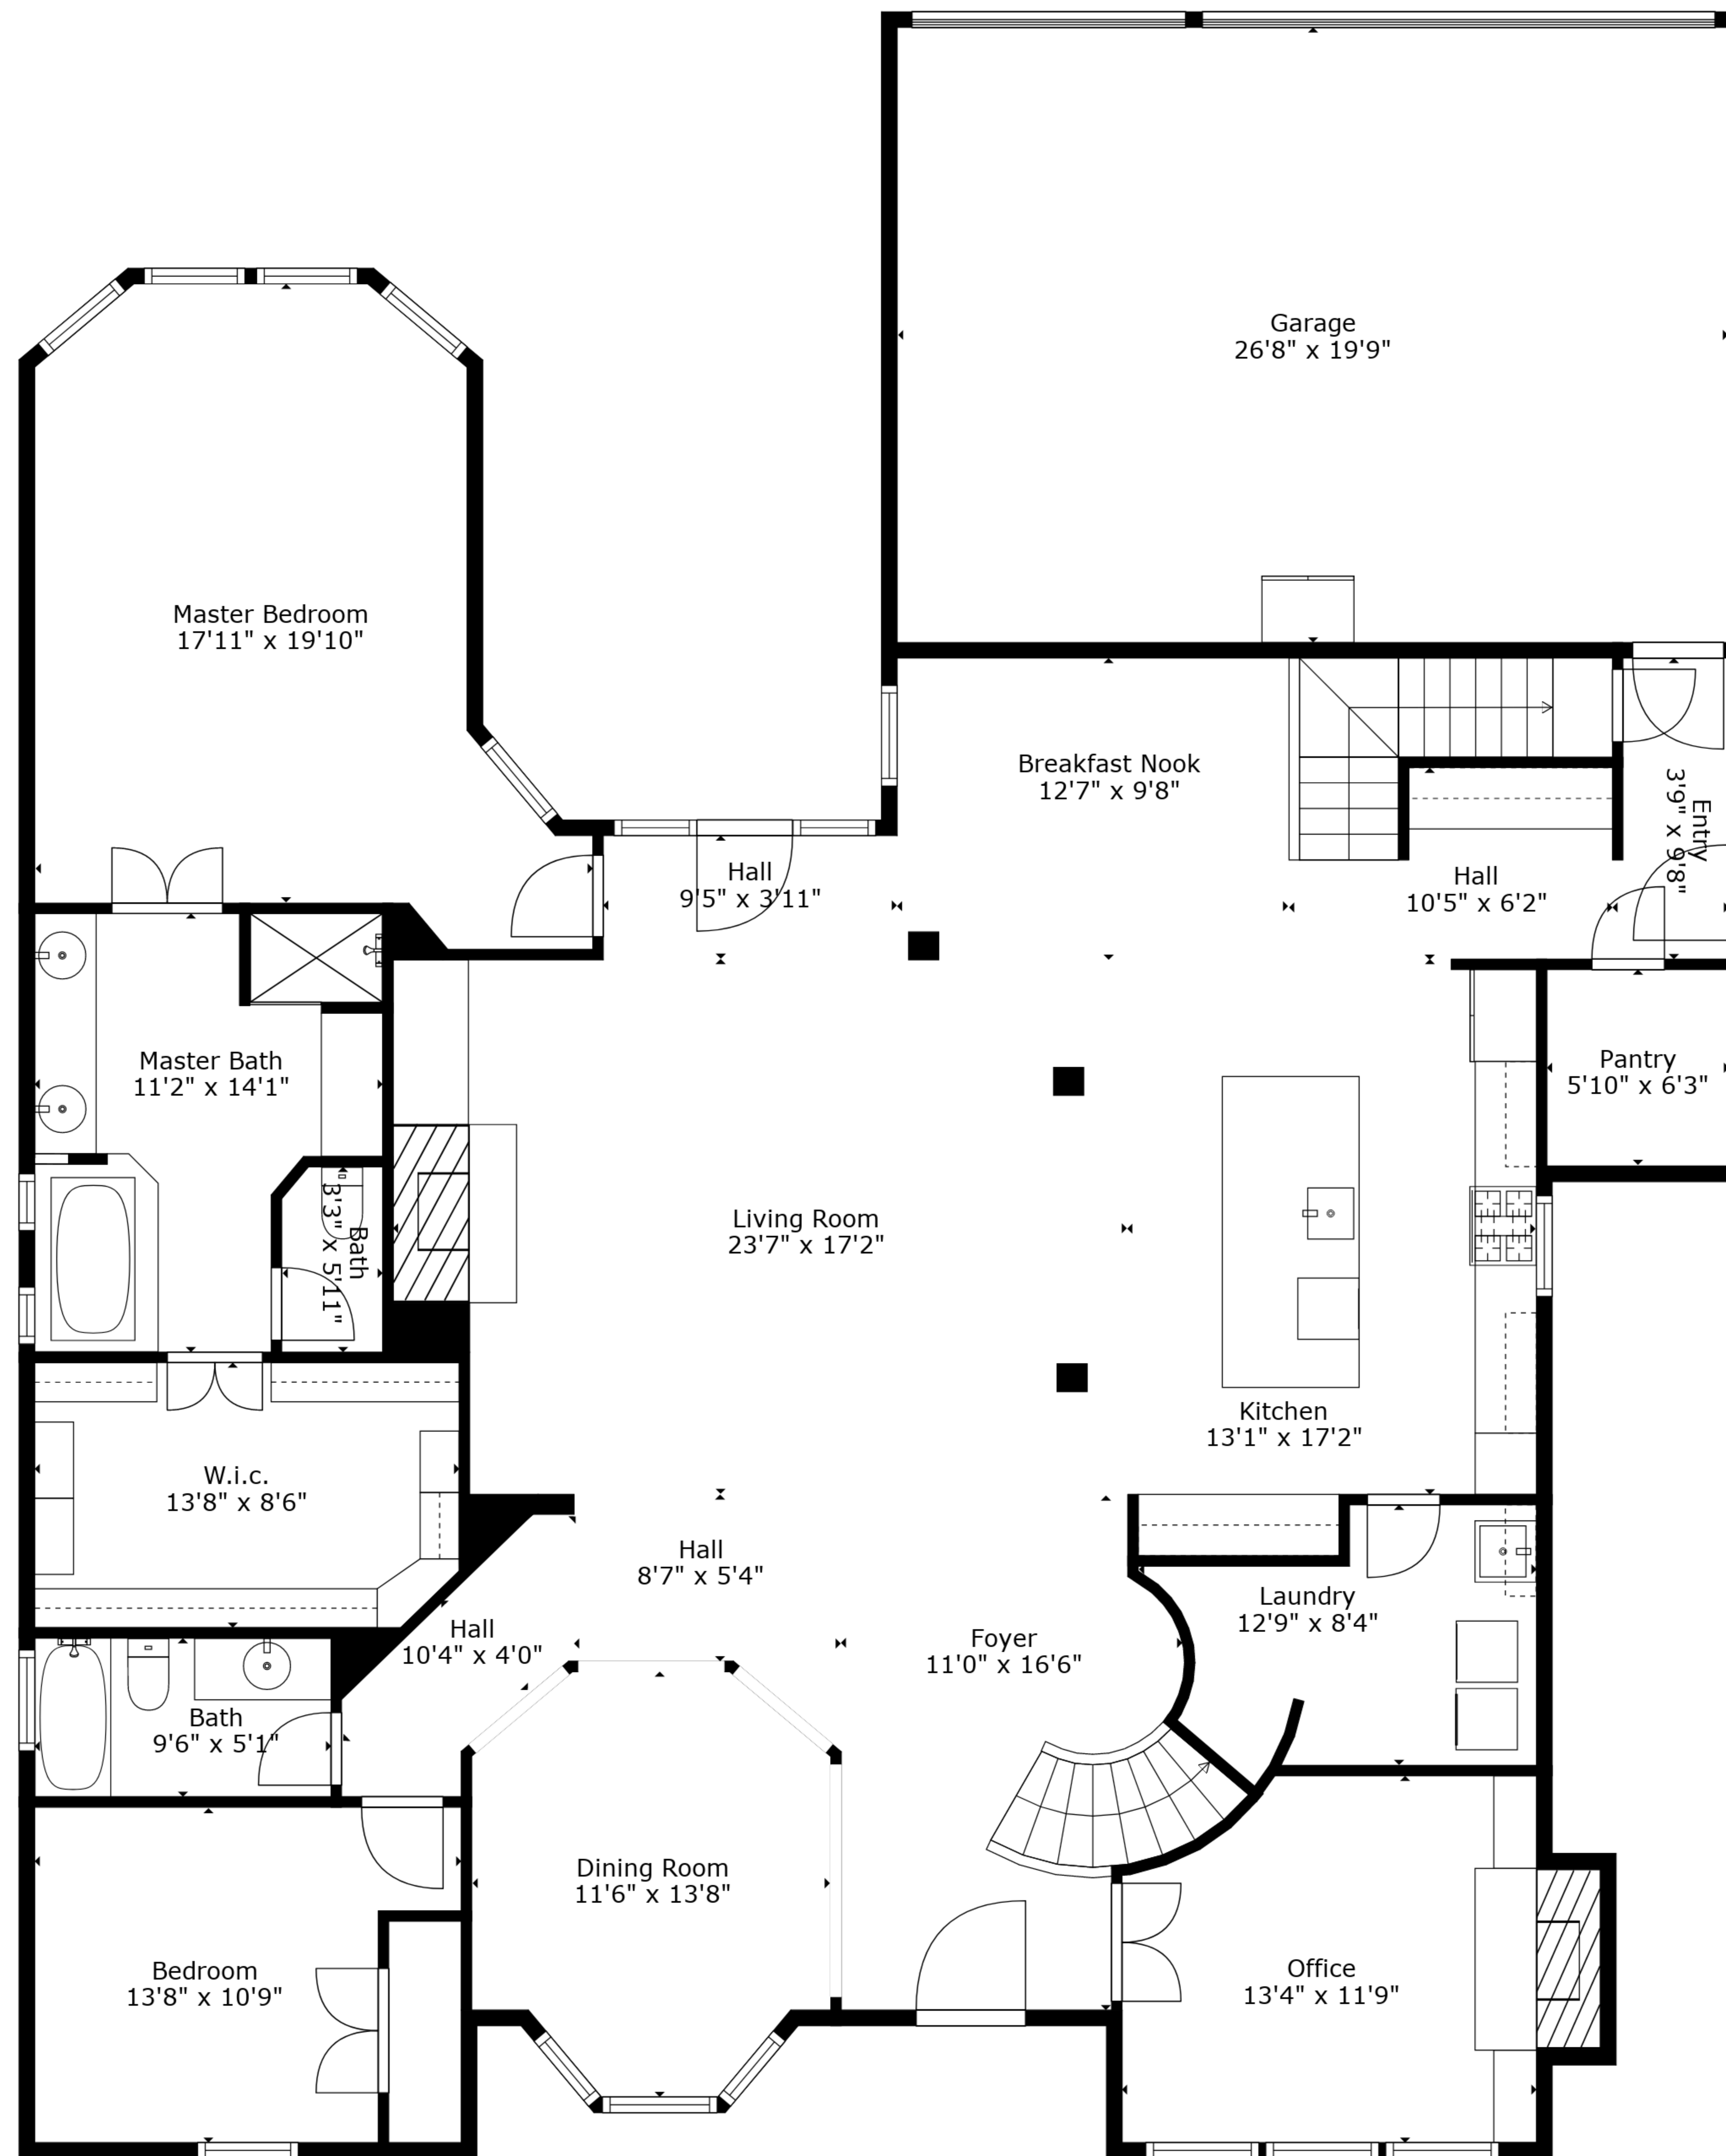 Garage
26'8" x 19'9"
Master Bedroom
17'11" x 19'10"
Breakfast Nook
12'7" x 9'8"
Entry
3'9" x 9'8"
Hall
9'5" x 3'11"
Hall
10'5" x 6'2"
Master Bath
11'2" x 14'1"
Pantry
5'10" x 6'3"
Bath
3'3" x 5'11"
Living Room
23'7" x 17'2"
Kitchen
13'1" x 17'2"
W.i.c.
13'8" x 8'6"
Hall
8'7" x 5'4"
Laundry
12'9" x 8'4"
Hall
10'4" x 4'0"
Foyer
11'0" x 16'6"
Bath
9'6" x 5'1"
Dining Room
11'6" x 13'8"
Bedroom
13'8" x 10'9"
Office
13'4" x 11'9"